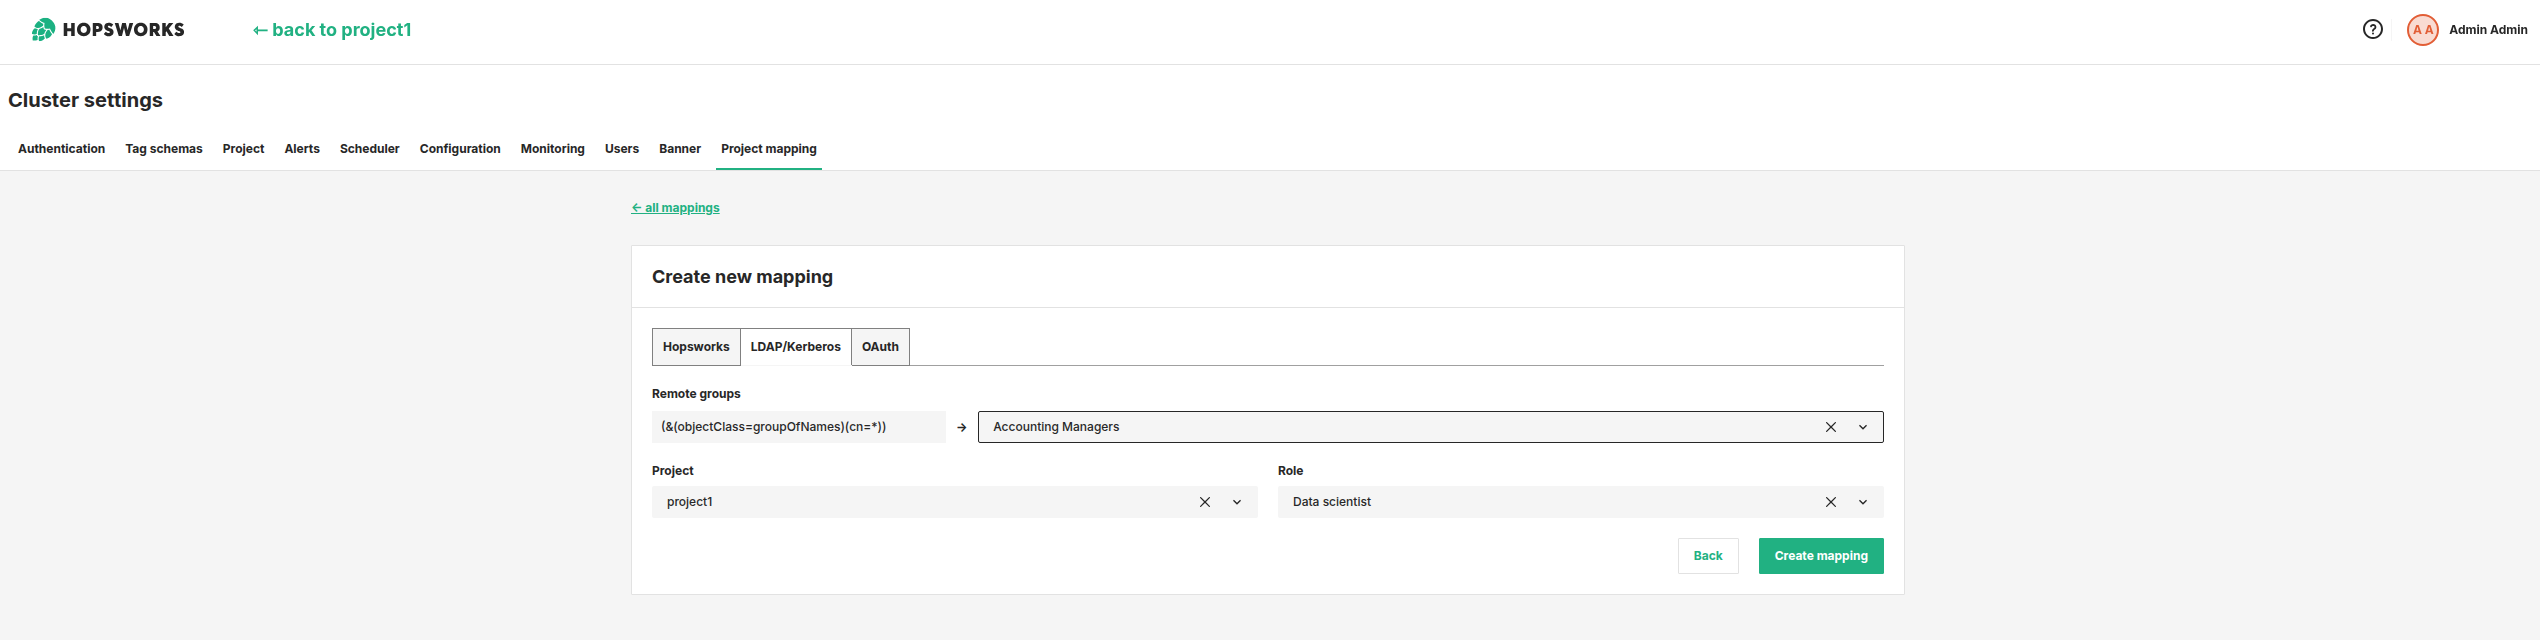 HOPSWORKS
← back to project1
A A
Admin Admin
Cluster settings
Authentication Tag schemas Project Alerts Scheduler Configuration Monitoring Users Banner Project mapping
← all mappings
Create new mapping
Hopsworks LDAP/Kerberos OAuth
Remote groups
(&(objectClass=groupOfNames)(cn=*)) → Accounting Managers
Project Role
project1 Data scientist
Back Create mapping